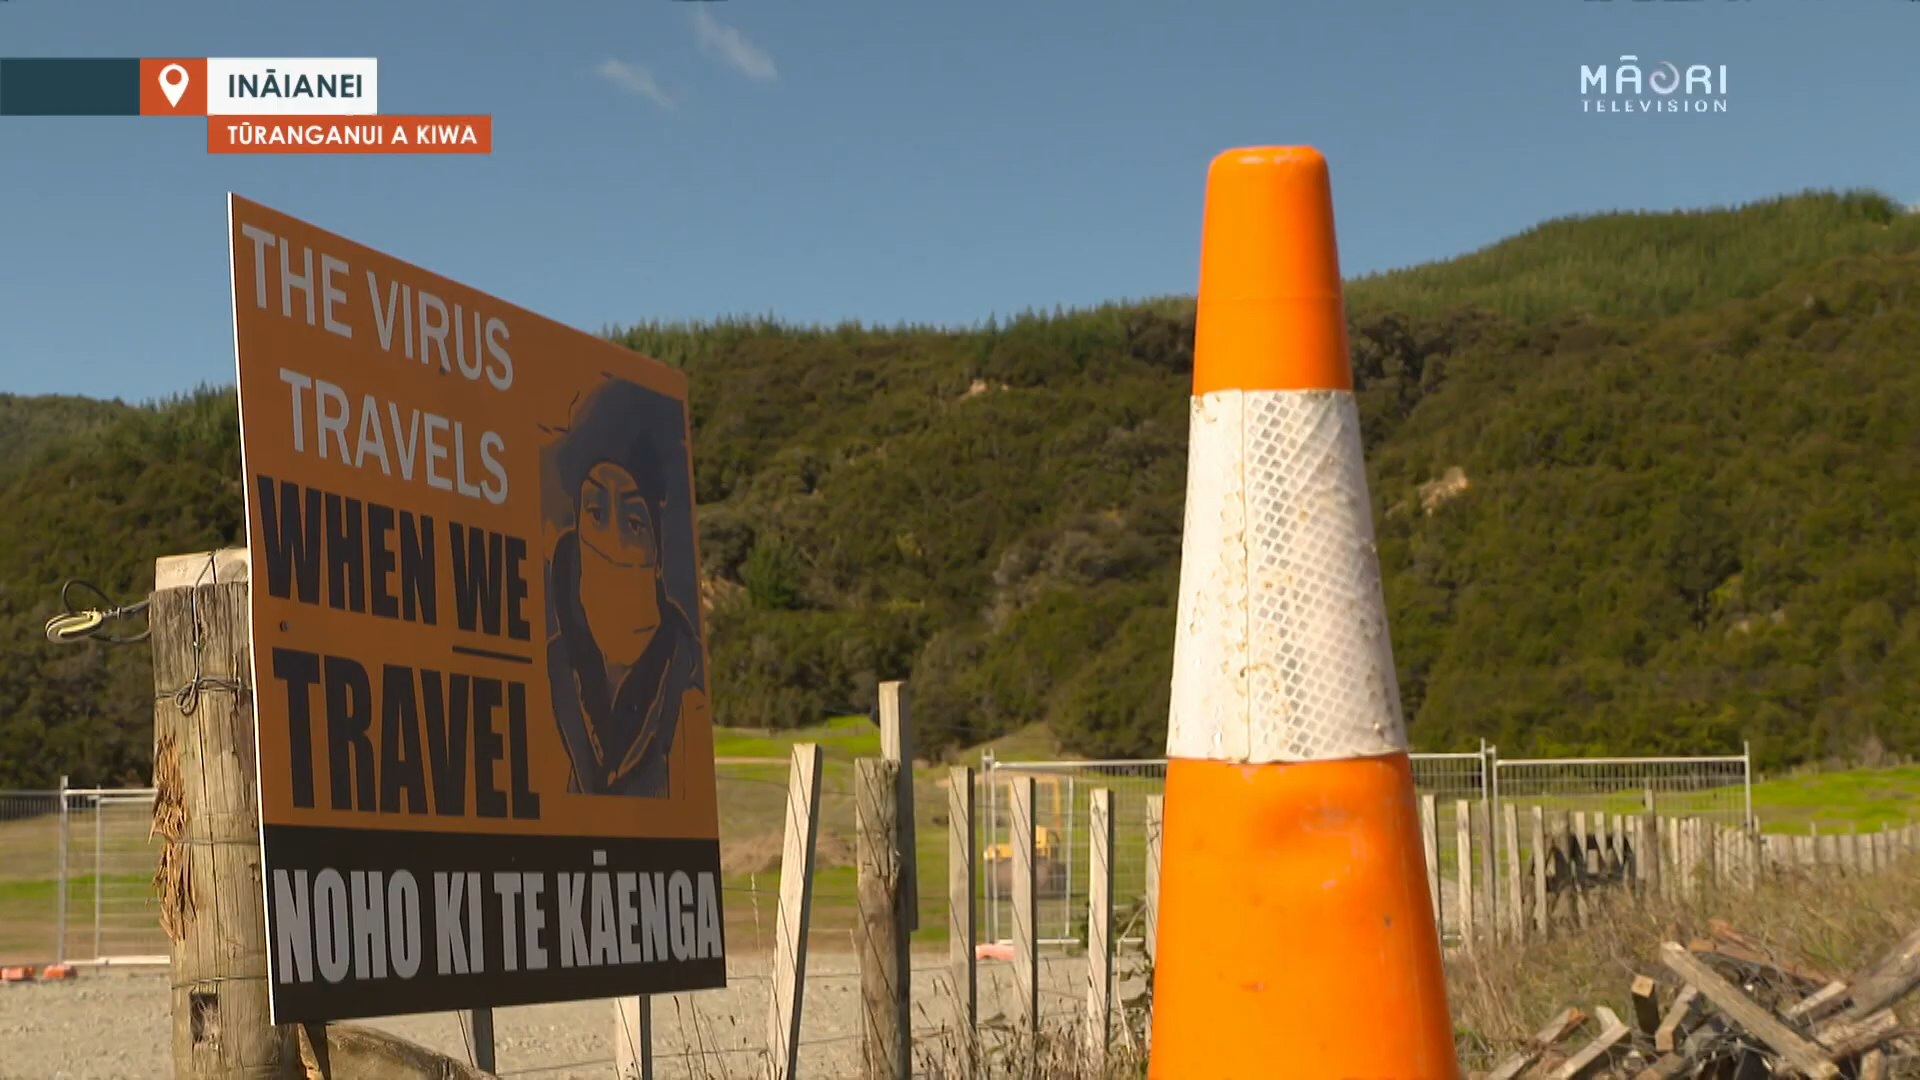 INĀIANEI
TŪRANGANUI A KIWA
MĀORI
TELEVISION
THE VIRUS
TRAVELS
WHEN WE
TRAVEL
NOHO KI TE KĀENGA